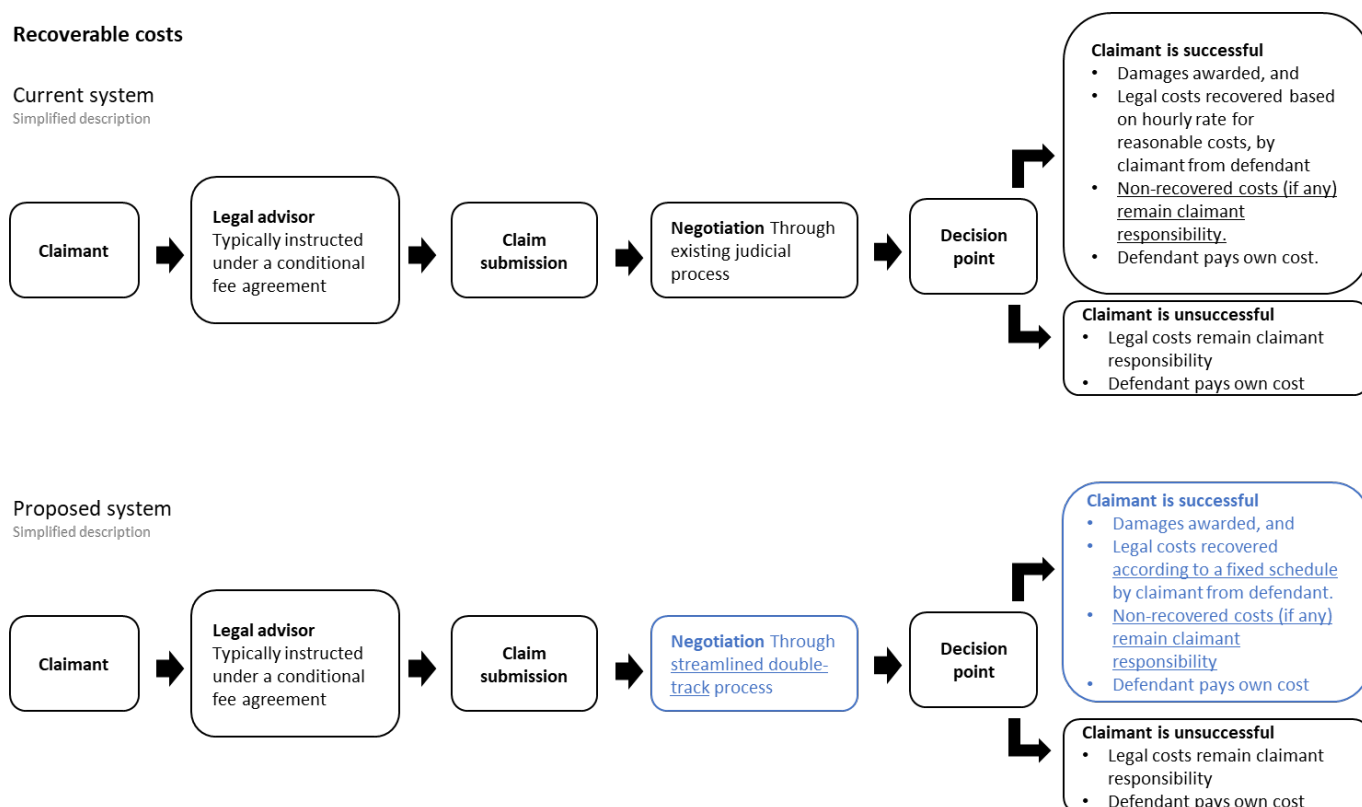 Recoverable costs
Current system
Simplified description
Claimant
Legal advisor
Typically instructed
under a conditional
fee agreement
Claim
submission
Negotiation Through
existing judicial
process
Decision
point
Claimant is successful
• Damages awarded, and
• Legal costs recovered based
on hourly rate for
reasonable costs, by
claimant from defendant
• Non-recovered costs (if any)
remain claimant
responsibility.
• Defendant pays own cost.
Claimant is unsuccessful
• Legal costs remain claimant
responsibility
• Defendant pays own cost
Proposed system
Simplified description
Claimant
Legal advisor
Typically instructed
under a conditional
fee agreement
Claim
submission
Negotiation Through
streamlined double-
track process
Decision
point
Claimant is successful
• Damages awarded, and
• Legal costs recovered
according to a fixed schedule
by claimant from defendant.
• Non-recovered costs (if any)
remain claimant
responsibility
• Defendant pays own cost
Claimant is unsuccessful
• Legal costs remain claimant
responsibility
• Defendant pays own cost